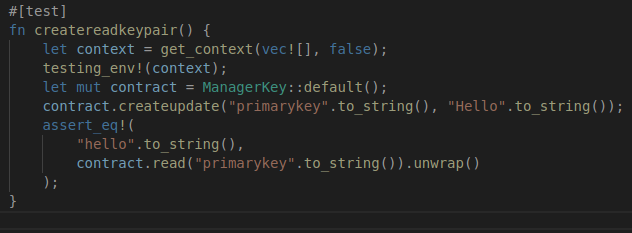 #[test]
fn createreadkeypair() {
    let context = get_context(vec![], false);
    testing_env!(context);
    let mut contract = ManagerKey::default();
    contract.createupdate("primarykey".to_string(), "Hello".to_string());
    assert_eq!(
        "hello".to_string(),
        contract.read("primarykey".to_string()).unwrap()
    );
}